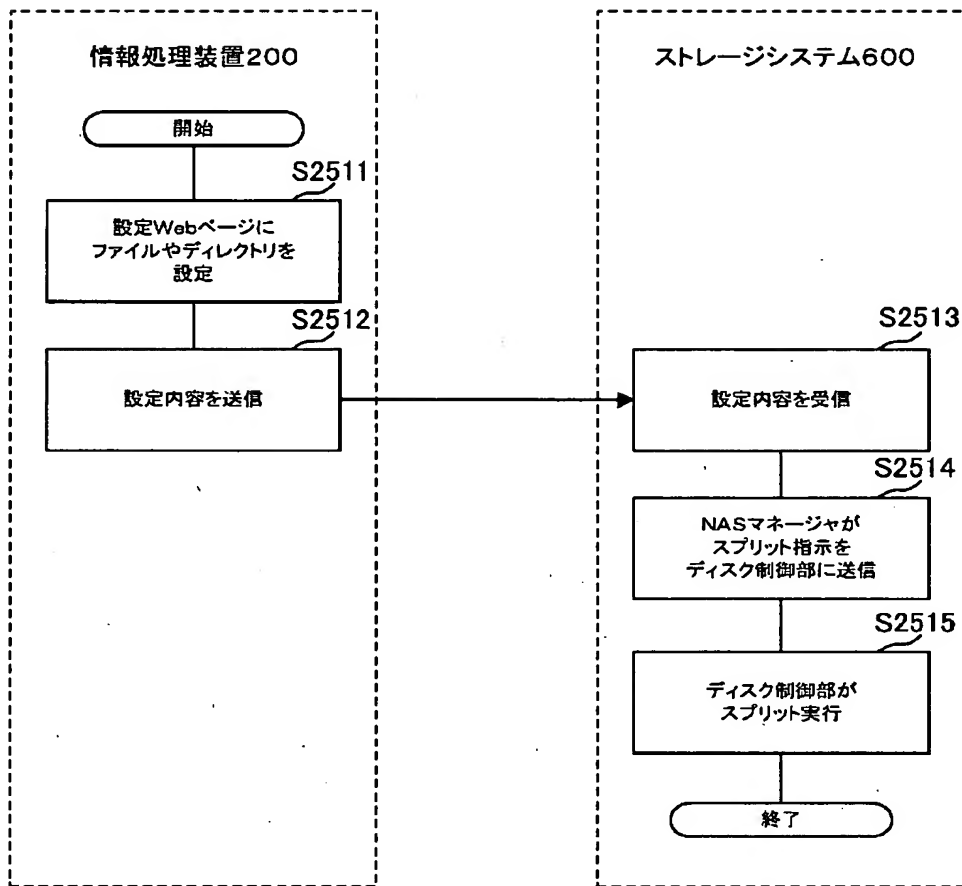 情報処理装置200
開始
S2511
設定Webページに
ファイルやディレクトリを
設定
S2512
設定内容を送信
ストレージシステム600
S2513
設定内容を受信
S2514
NASマネージャが
スプリット指示を
ディスク制御部に送信
S2515
ディスク制御部が
スプリット実行
終了